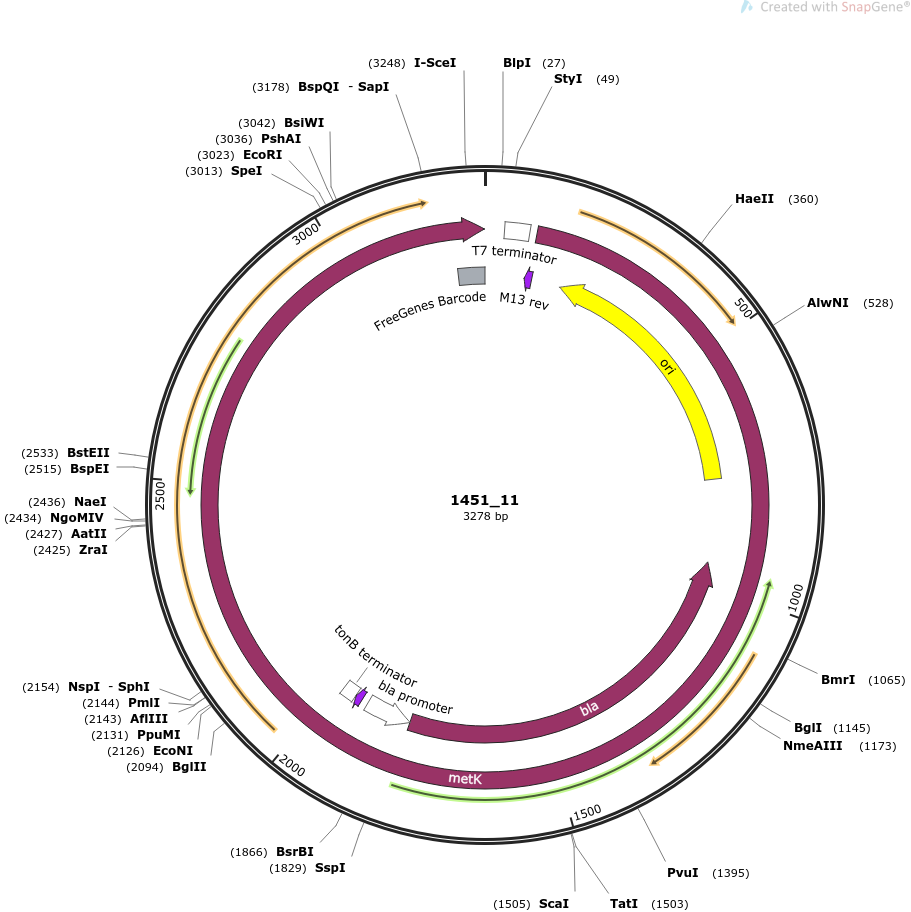 Created with SnapGene®
(3248) I-SceI
BlpI (27)
StyI (49)
(3178) BspQI - SapI
(3042) BsiWI
(3036) PshAI
(3023) EcoRI
(3013) SpeI
HaeII (360)
AlwNI (528)
3000
500
T7 terminator
FreeGenes Barcode
M13 rev
ori
(2533) BstEII
(2515) BspEI
2500
(2436) NaeI
(2434) NgoMIV
(2427) AatII
(2425) ZraI
1451_11
3278 bp
1000
tonB terminator
bla promoter
bla
metK
BmrI (1065)
BglI (1145)
NmeAIII (1173)
(2154) NspI - SphI
(2144) PmlI
(2143) AflIII
(2131) PpuMI
(2126) EcoNI
(2094) BglII
2000
1500
(1866) BsrBI
(1829) SspI
PvuI (1395)
(1505) ScaI
TatI (1503)